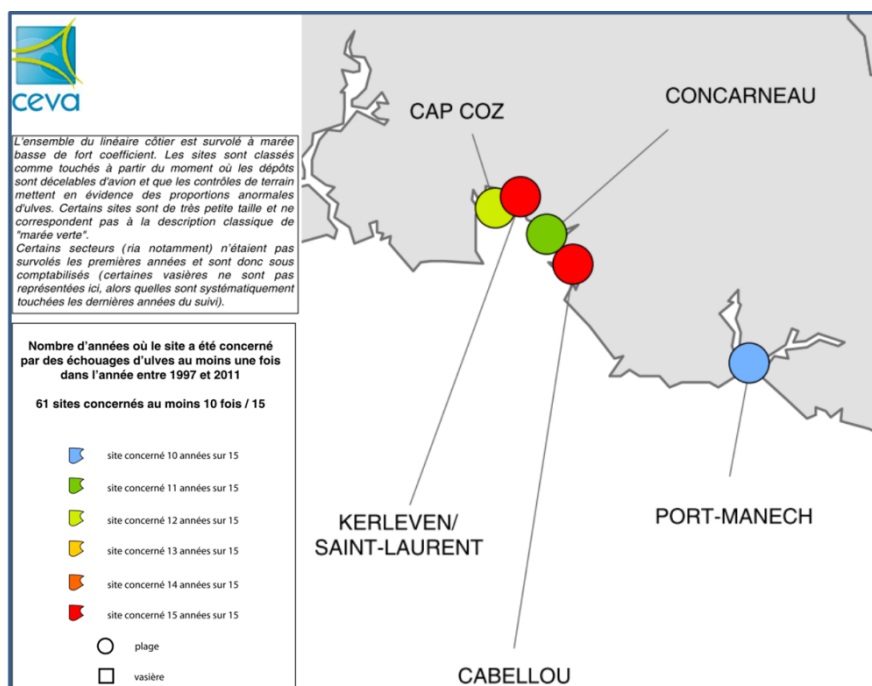 ceva
L'ensemble du linéaire côtier est survolé à marée
basse de fort coefficient. Les sites sont classés
comme touchés à partir du moment où les dépôts
sont décelables d'avion et que les contrôles de terrain
mettent en évidence des proportions anormales
d'ulves. Certains sites sont de très petite taille et ne
correspondent pas à la description classique de
"marée verte".
Certains secteurs (ria notamment) n'étaient pas
survolés les premières années et sont donc sous
comptabilisés (certaines vasières ne sont pas
représentées ici, alors quelles sont systématiquement
touchées les dernières années du suivi).
Nombre d'années où le site a été concerné
par des échouages d'ulves au moins une fois
dans l'année entre 1997 et 2011
61 sites concernés au moins 10 fois / 15
site concerné 10 années sur 15
site concerné 11 années sur 15
site concerné 12 années sur 15
site concerné 13 années sur 15
site concerné 14 années sur 15
site concerné 15 années sur 15
plage
vasière
CAP COZ
CONCARNEAU
KERLEVEN/
SAINT-LAURENT
PORT-MANECH
CABELLOU